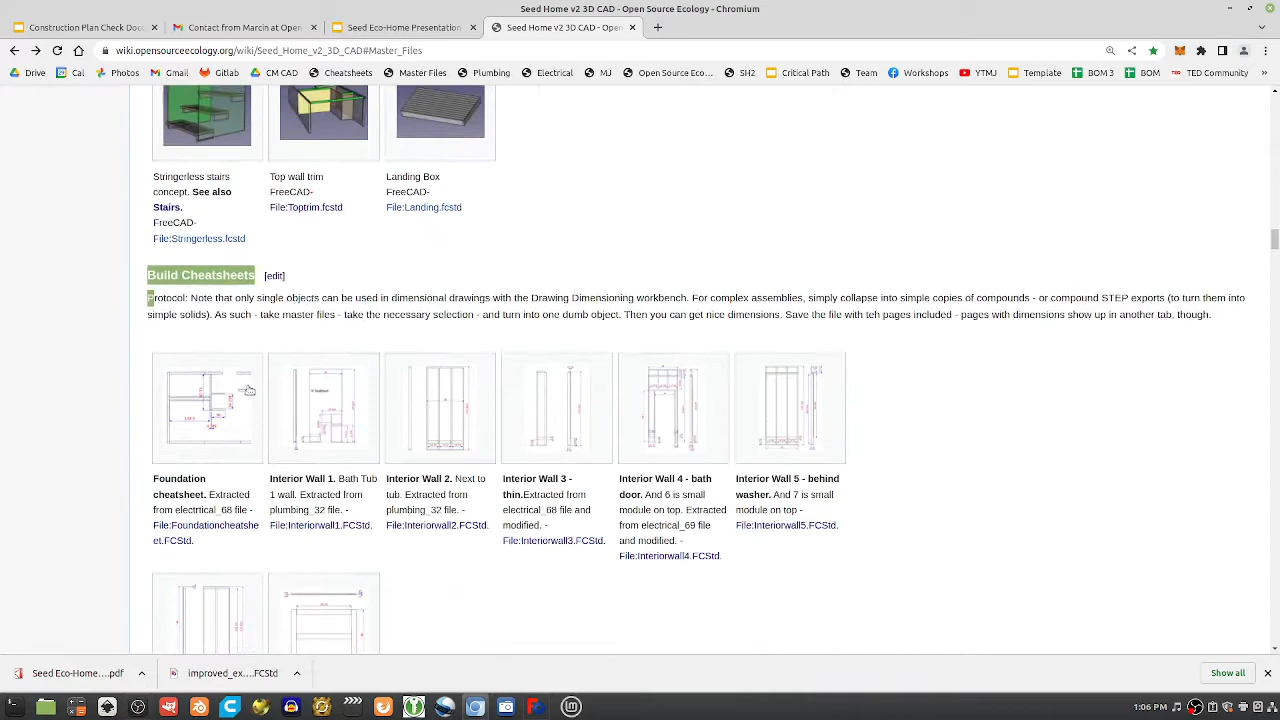 Seed Home v2 3D CAD - Open Source Ecology - Chromium
Construction Plan Check Docu
Contact from Marcin at Open
Seed Eco-Home Presentation
Seed Home v2 3D CAD - Open
wiki.opensourceecology.org/wiki/Seed_Home_v2_3D_CAD#Master_Files
Drive
Cal
Photos
Gmail
Gitlab
CM CAD
Cheatsheets
Master Files
Plumbing
Electrical
MJ
Open Source Eco...
SH2
Critical Path
Team
Workshops
YTMJ
Template
BOM 3
BOM
TED Community
Stringerless stairs
concept. See also
Stairs.
FreeCAD-
File:Stringerless.fcstd
Top wall trim
FreeCAD-
File:Toptrim.fcstd
Landing Box
FreeCAD-
File:Landing.fcstd
Build Cheatsheets [edit]
Protocol: Note that only single objects can be used in dimensional drawings with the Drawing Dimensioning workbench. For complex assemblies, simply collapse into simple copies of compounds - or compound STEP exports (to turn them into
simple solids). As such - take master files - take the necessary selection - and turn into one dumb object. Then you can get nice dimensions. Save the file with teh pages included - pages with dimensions show up in another tab, though.
Foundation
cheatsheet. Extracted
from electrtical_68 file -
File:Foundationcheatshe
et.FCStd.
Interior Wall 1. Bath Tub
1 wall. Extracted from
plumbing_32 file. -
File:Interiorwall1.FCStd.
Interior Wall 2. Next to
tub. Extracted from
plumbing_32 file. -
File:Interiorwall2.FCStd.
Interior Wall 3 -
thin.Extracted from
electrical_68 file and
modified. -
File:Interiorwall3.FCStd.
Interior Wall 4 - bath
door. And 6 is small
module on top. Extracted
from electrical_69 file
and modified. -
File:Interiorwall4.FCStd.
Interior Wall 5 - behind
washer. And 7 is small
module on top -
File:Interiorwall5.FCStd.
Seed Eco-Home....pdf
improved_ex....FCStd
Show all
1:06 PM